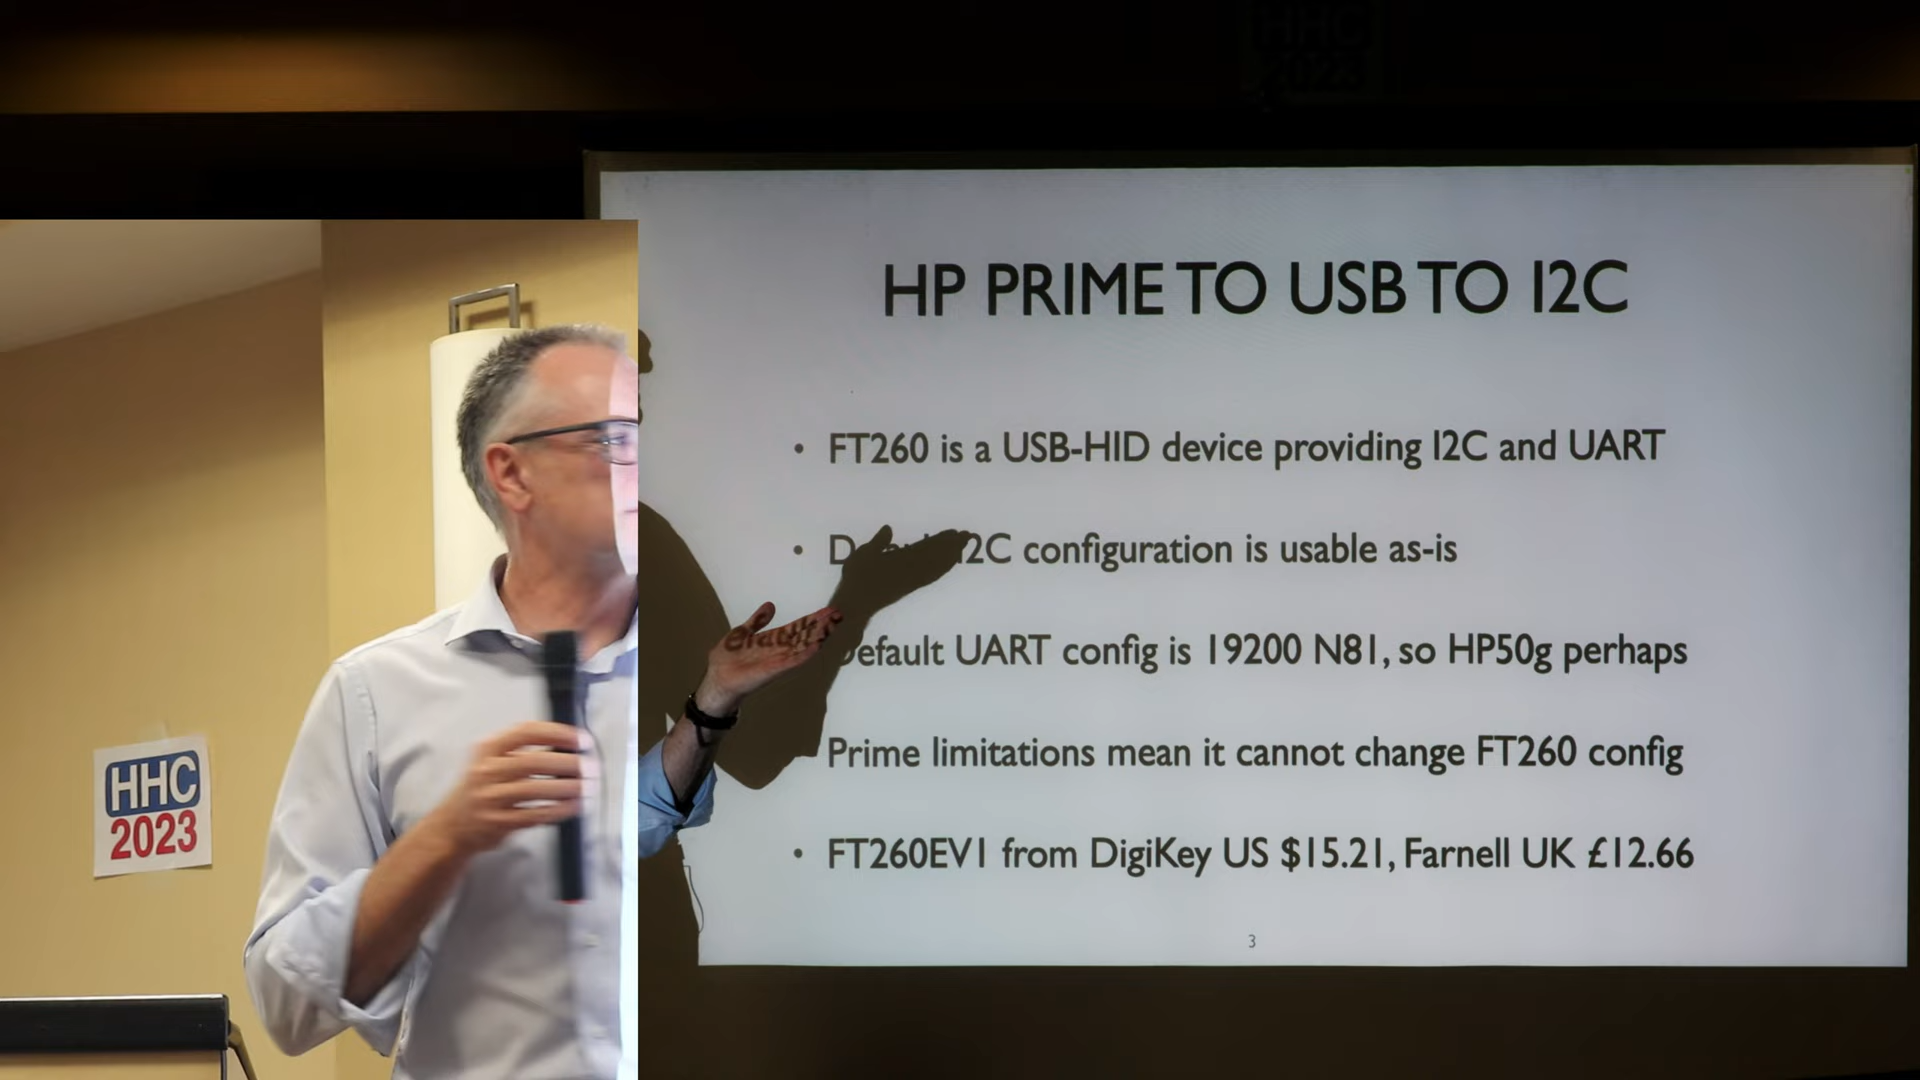 HP PRIME TO USB TO I2C
• FT260 is a USB-HID device providing I2C and UART
• I2C configuration is usable as-is
Default UART config is 19200 N81, so HP50g perhaps
Prime limitations mean it cannot change FT260 config
• FT260EV1 from DigiKey US $15.21, Farnell UK £12.66
3
HHC
2023